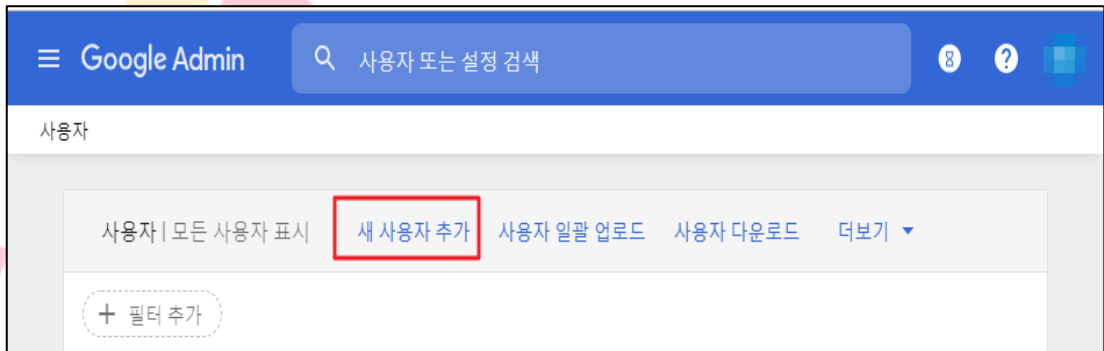 Google Admin 사용자 또는 설정 검색
사용자
사용자 | 모든 사용자 표시 새 사용자 추가 사용자 일괄 업로드 사용자 다운로드 더보기
+ 필터 추가